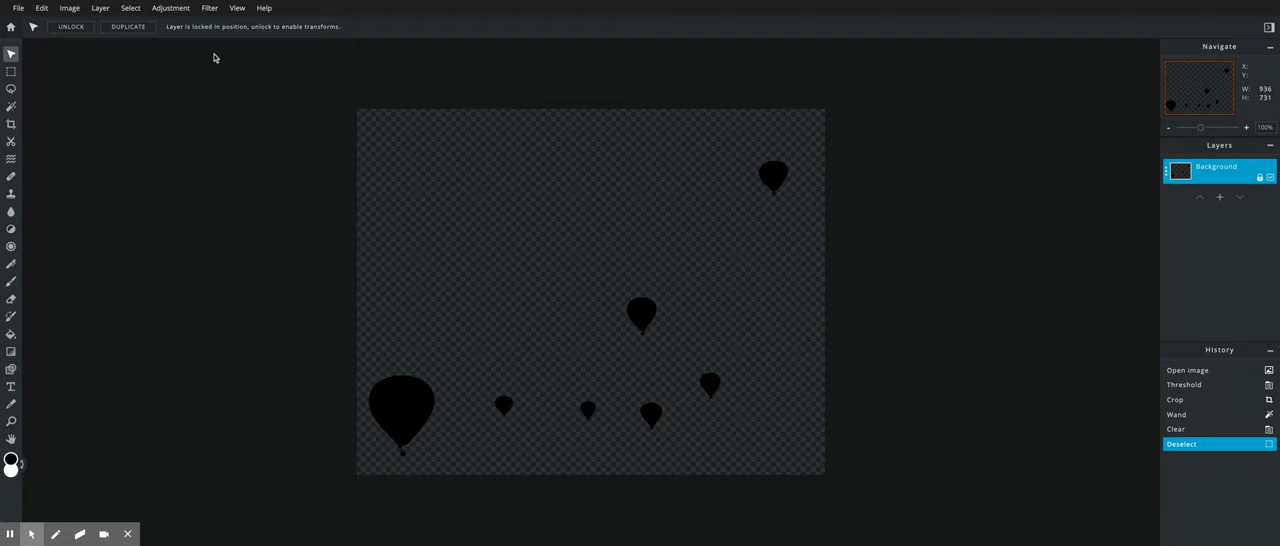 File Edit Image Layer Select Adjustment Filter View Help
UNLOCK DUPLICATE Layer is locked in position, unlock to enable transforms.
Navigate
X:
Y:
W: 936
H: 731
- + 100%
Layers
Background
History
Open image
Threshold
Crop
Wand
Clear
Deselect